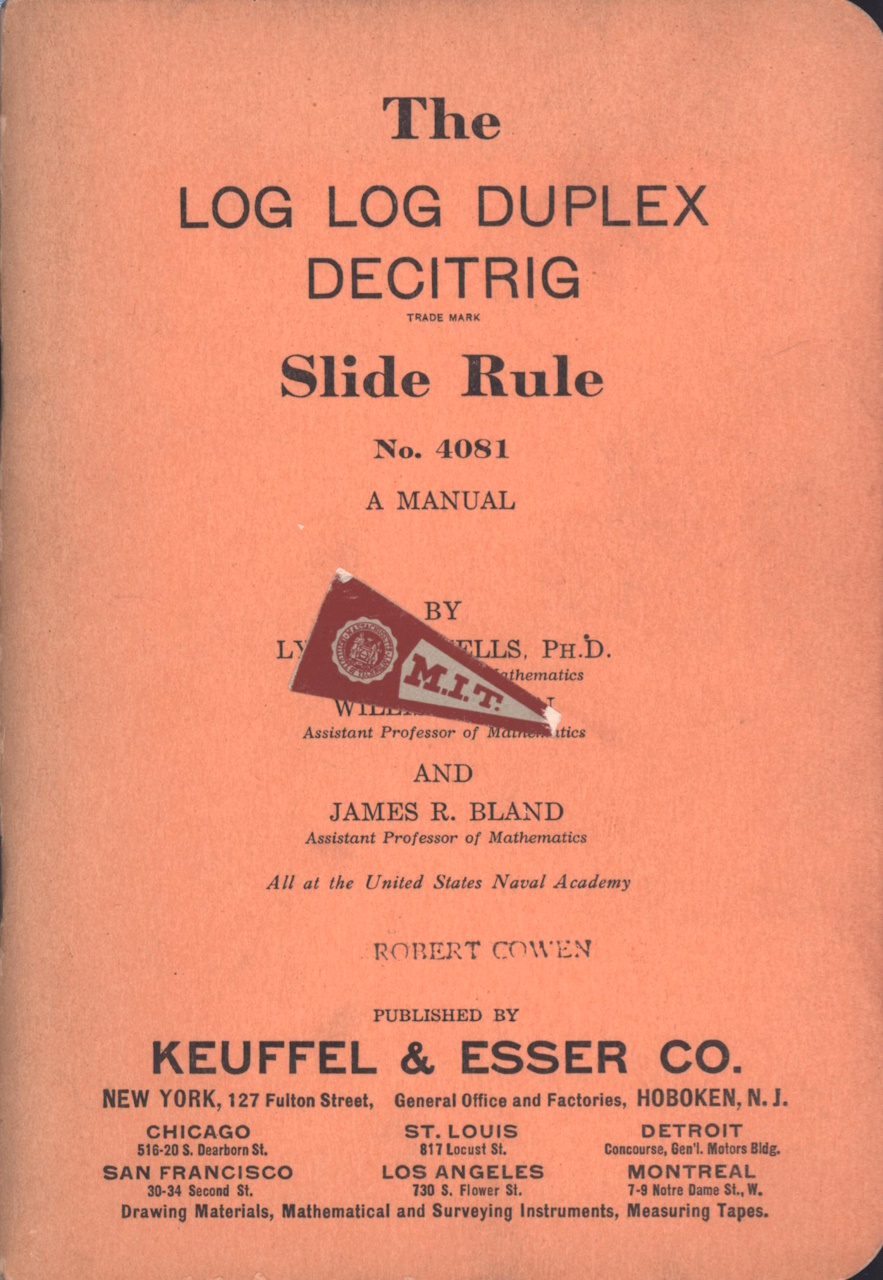 The
LOG LOG DUPLEX
DECITRIG
TRADE MARK
Slide Rule
No. 4081
A MANUAL
BY
ELLS, PH.D.
Mathematics
M.I.T.
Assistant Professor of Mathematics
AND
JAMES R. BLAND
Assistant Professor of Mathematics
All at the United States Naval Academy
ROBERT COWEN
PUBLISHED BY
KEUFFEL & ESSER CO.
NEW YORK, 127 Fulton Street, General Office and Factories, HOBOKEN, N. J.
CHICAGO ST. LOUIS DETROIT
516-20 S. Dearborn St. 817 Locust St. Concourse, Gen'l. Motors Bldg.
SAN FRANCISCO LOS ANGELES MONTREAL
30-34 Second St. 730 S. Flower St. 7-9 Notre Dame St., W.
Drawing Materials, Mathematical and Surveying Instruments, Measuring Tapes.